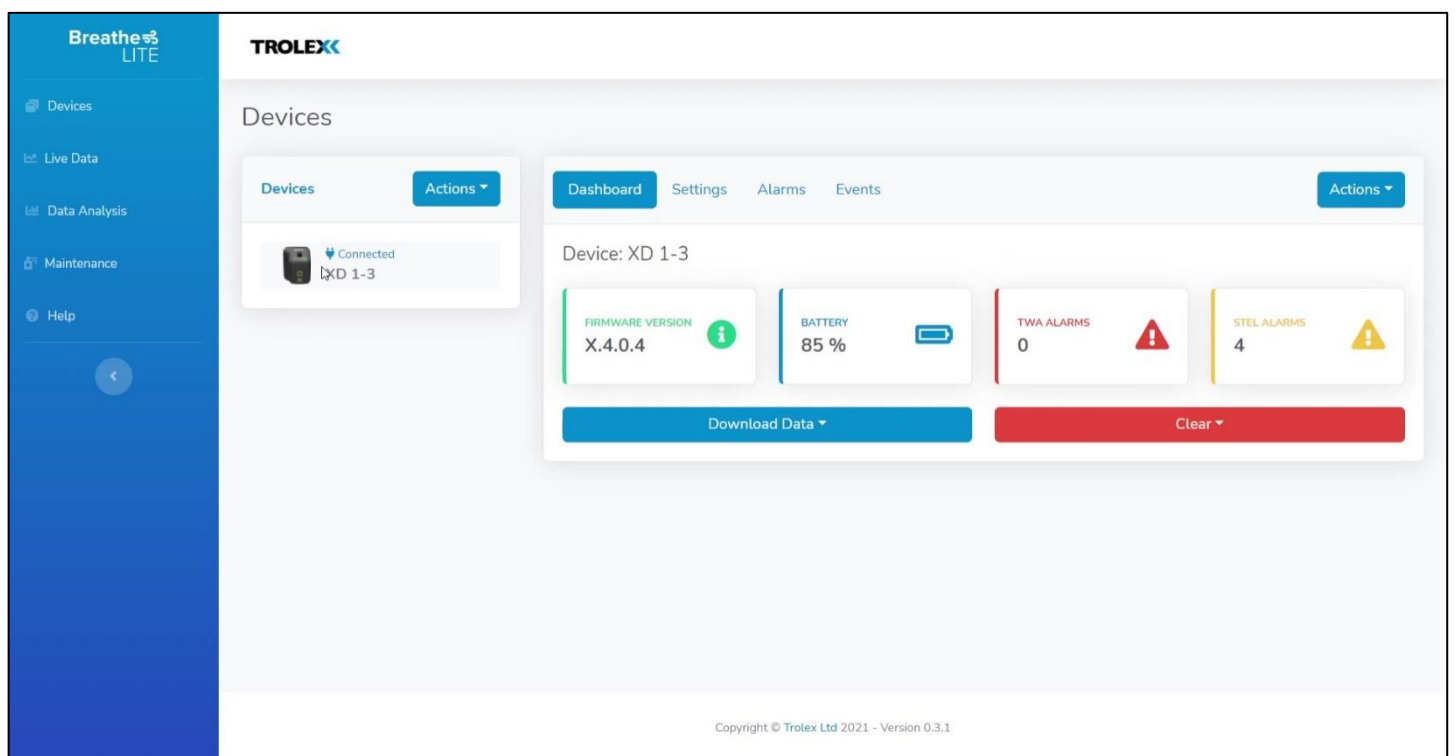 Breathe
LITE
TROLEX
Devices
Live Data
Data Analysis
Maintenance
Help
Devices
Devices
Actions
Connected
XD 1-3
Dashboard Settings Alarms Events
Actions
Device: XD 1-3
FIRMWARE VERSION
X.4.0.4
BATTERY
85 %
TWA ALARMS
0
STEL ALARMS
4
Download Data
Clear
Copyright © Trolex Ltd 2021 - Version 0.3.1